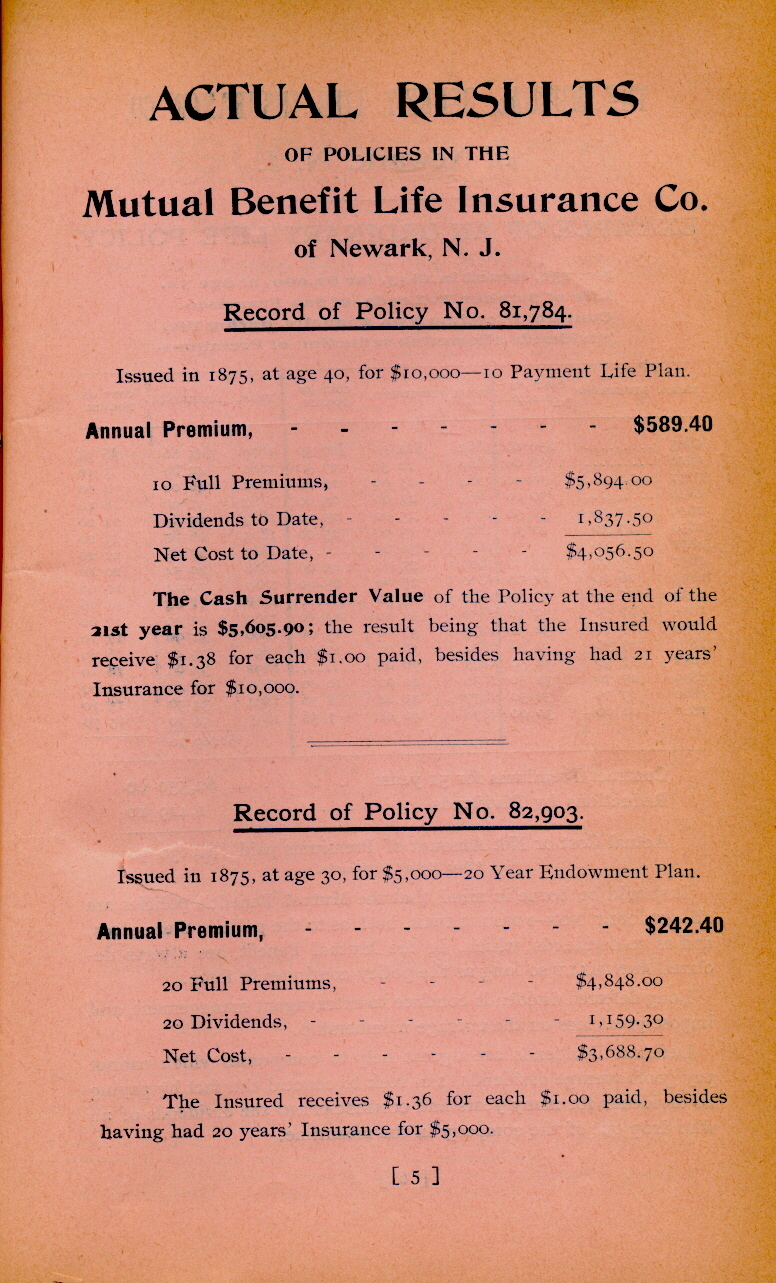 ACTUAL RESULTS
OF POLICIES IN THE
Mutual Benefit Life Insurance Co.
of Newark, N. J.
Record of Policy No. 81,784.
Issued in 1875, at age 40, for $10,000—10 Payment Life Plan.
Annual Premium, - - - - - - - $589.40
10 Full Premiums, - - - - $5,894.00
Dividends to Date, - - - - - 1,837.50
Net Cost to Date, - - - - - $4,056.50
The Cash Surrender Value of the Policy at the end of the
21st year is $5,605.90; the result being that the Insured would
receive $1.38 for each $1.00 paid, besides having had 21 years'
Insurance for $10,000.
Record of Policy No. 82,903.
Issued in 1875, at age 30, for $5,000—20 Year Endowment Plan.
Annual Premium, - - - - - - - $242.40
20 Full Premiums, - - - - $4,848.00
20 Dividends, - - - - - - 1,159.30
Net Cost, - - - - - - $3,688.70
The Insured receives $1.36 for each $1.00 paid, besides
having had 20 years' Insurance for $5,000.
[ 5 ]